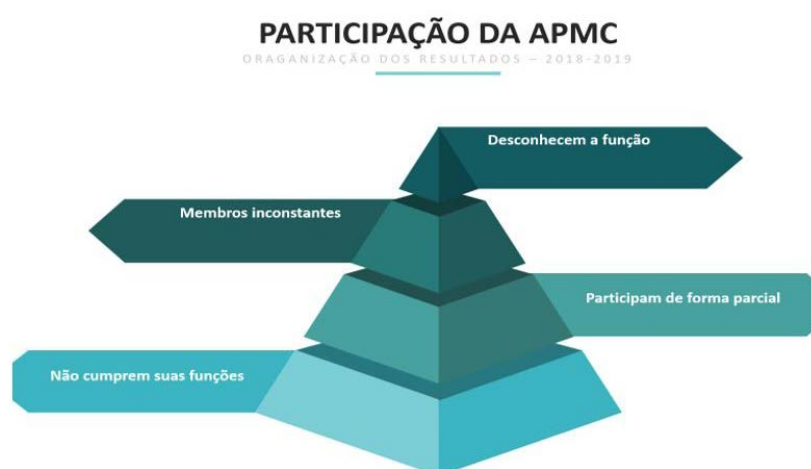 PARTICIPAÇÃO DA APMC
ORAGANIZAÇÃO DOS RESULTADOS – 2018-2019
Desconhecem a função
Membros inconstantes
Participam de forma parcial
Não cumprem suas funções